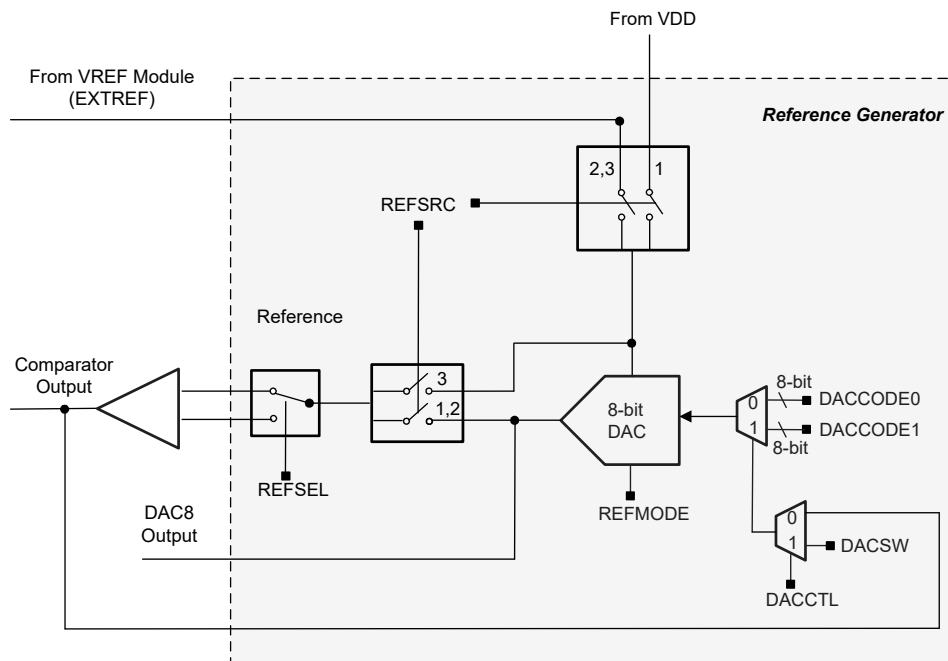 From VDD
From VREF Module
(EXTREF)
Reference Generator
2,3
1
REFSRC
Reference
Comparator
Output
3
1,2
8-bit
DAC
0
1
8-bit
DACCODE0
DACCODE1
8-bit
REFSEL
REFMODE
DAC8
Output
0
1
DACSW
DACCTL